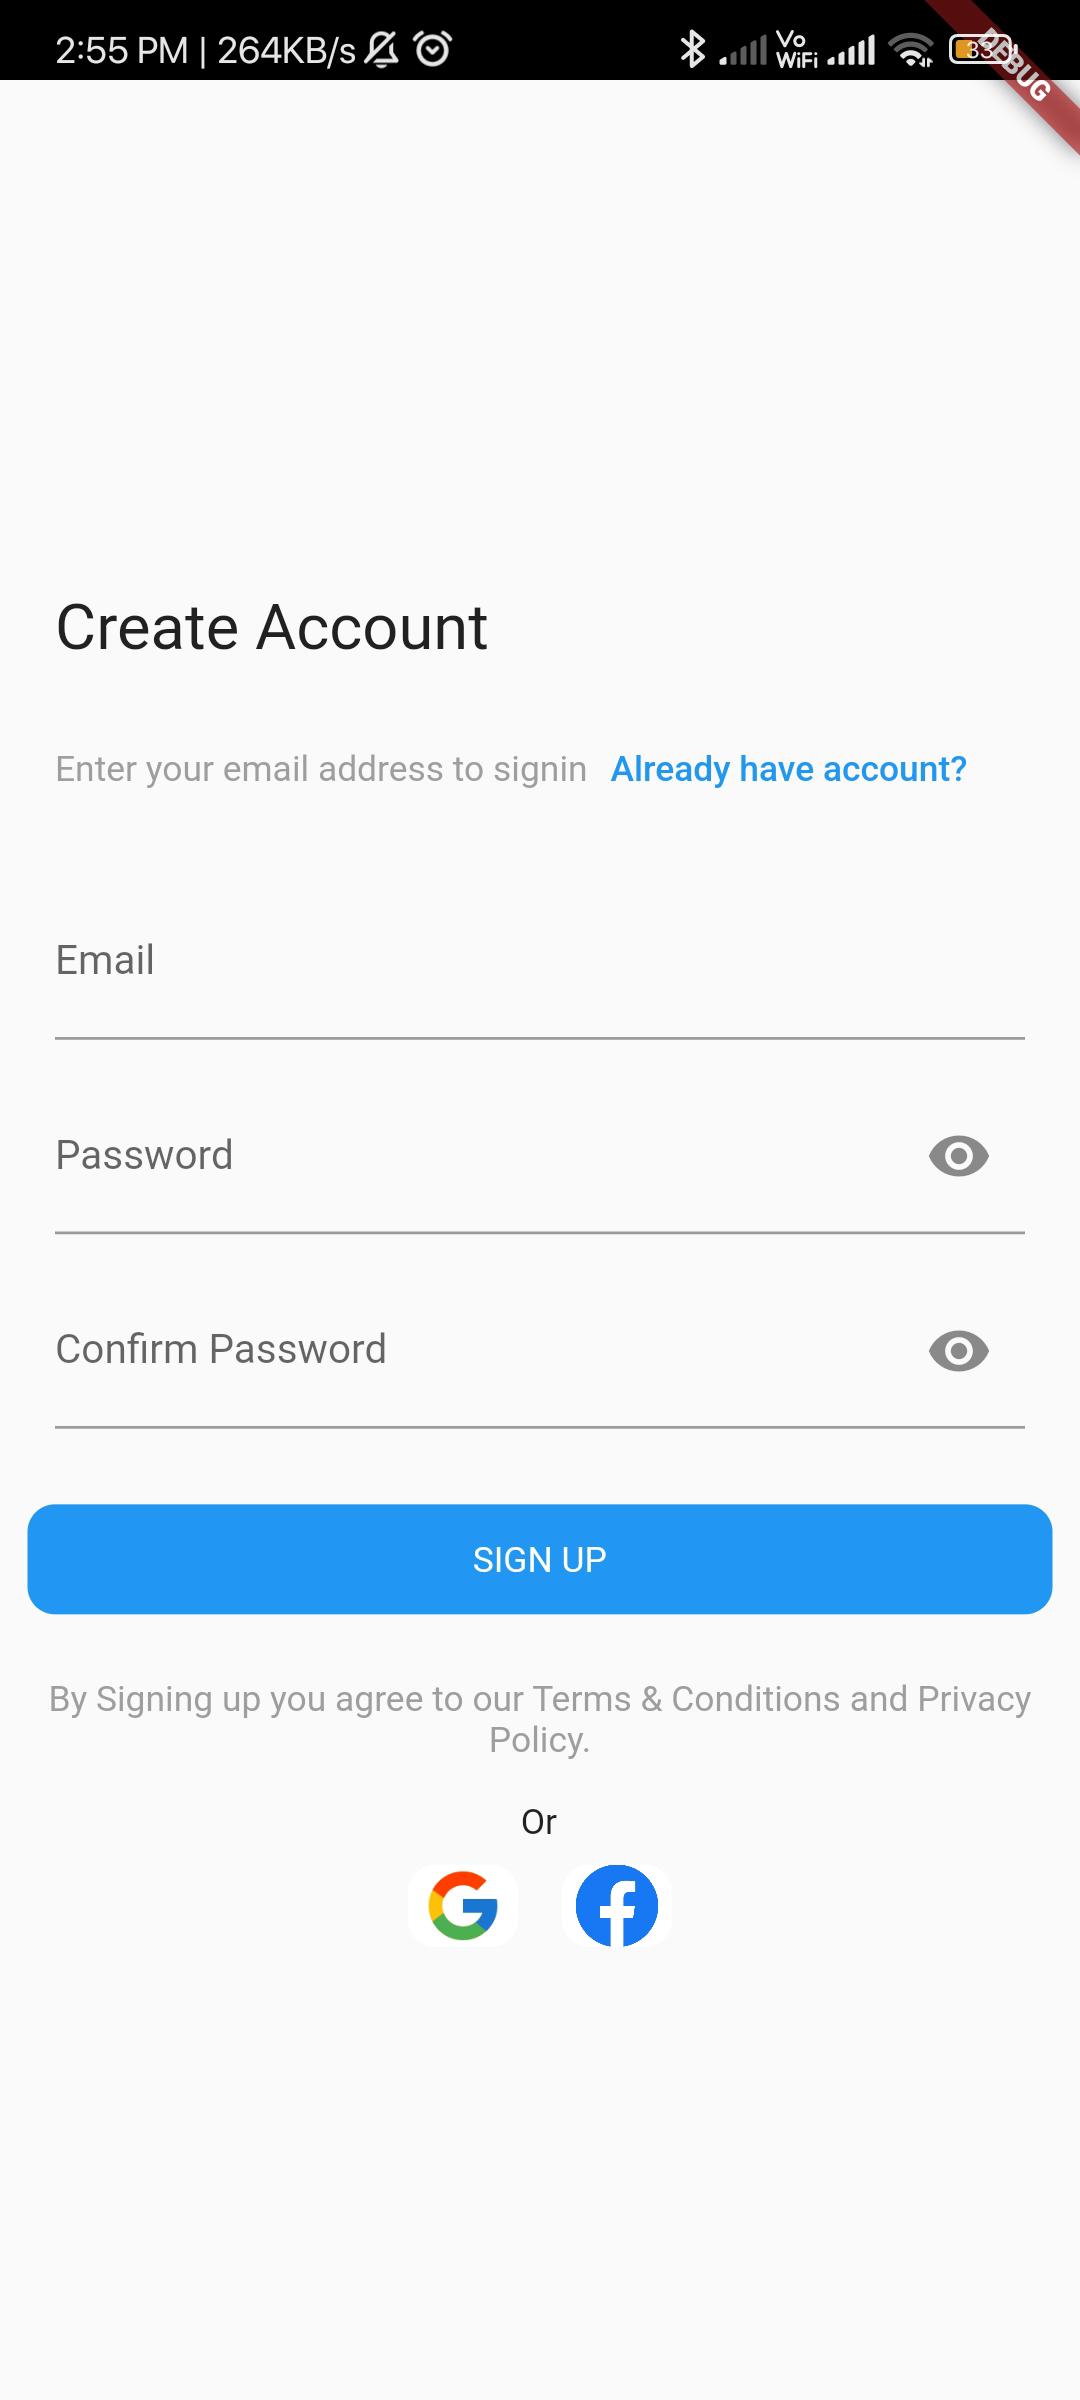 2:55 PM | 264KB/s Vo WiFi 33
DEBUG
Create Account
Enter your email address to signin Already have account?
Email
Password
Confirm Password
SIGN UP
By Signing up you agree to our Terms & Conditions and Privacy
Policy.
Or